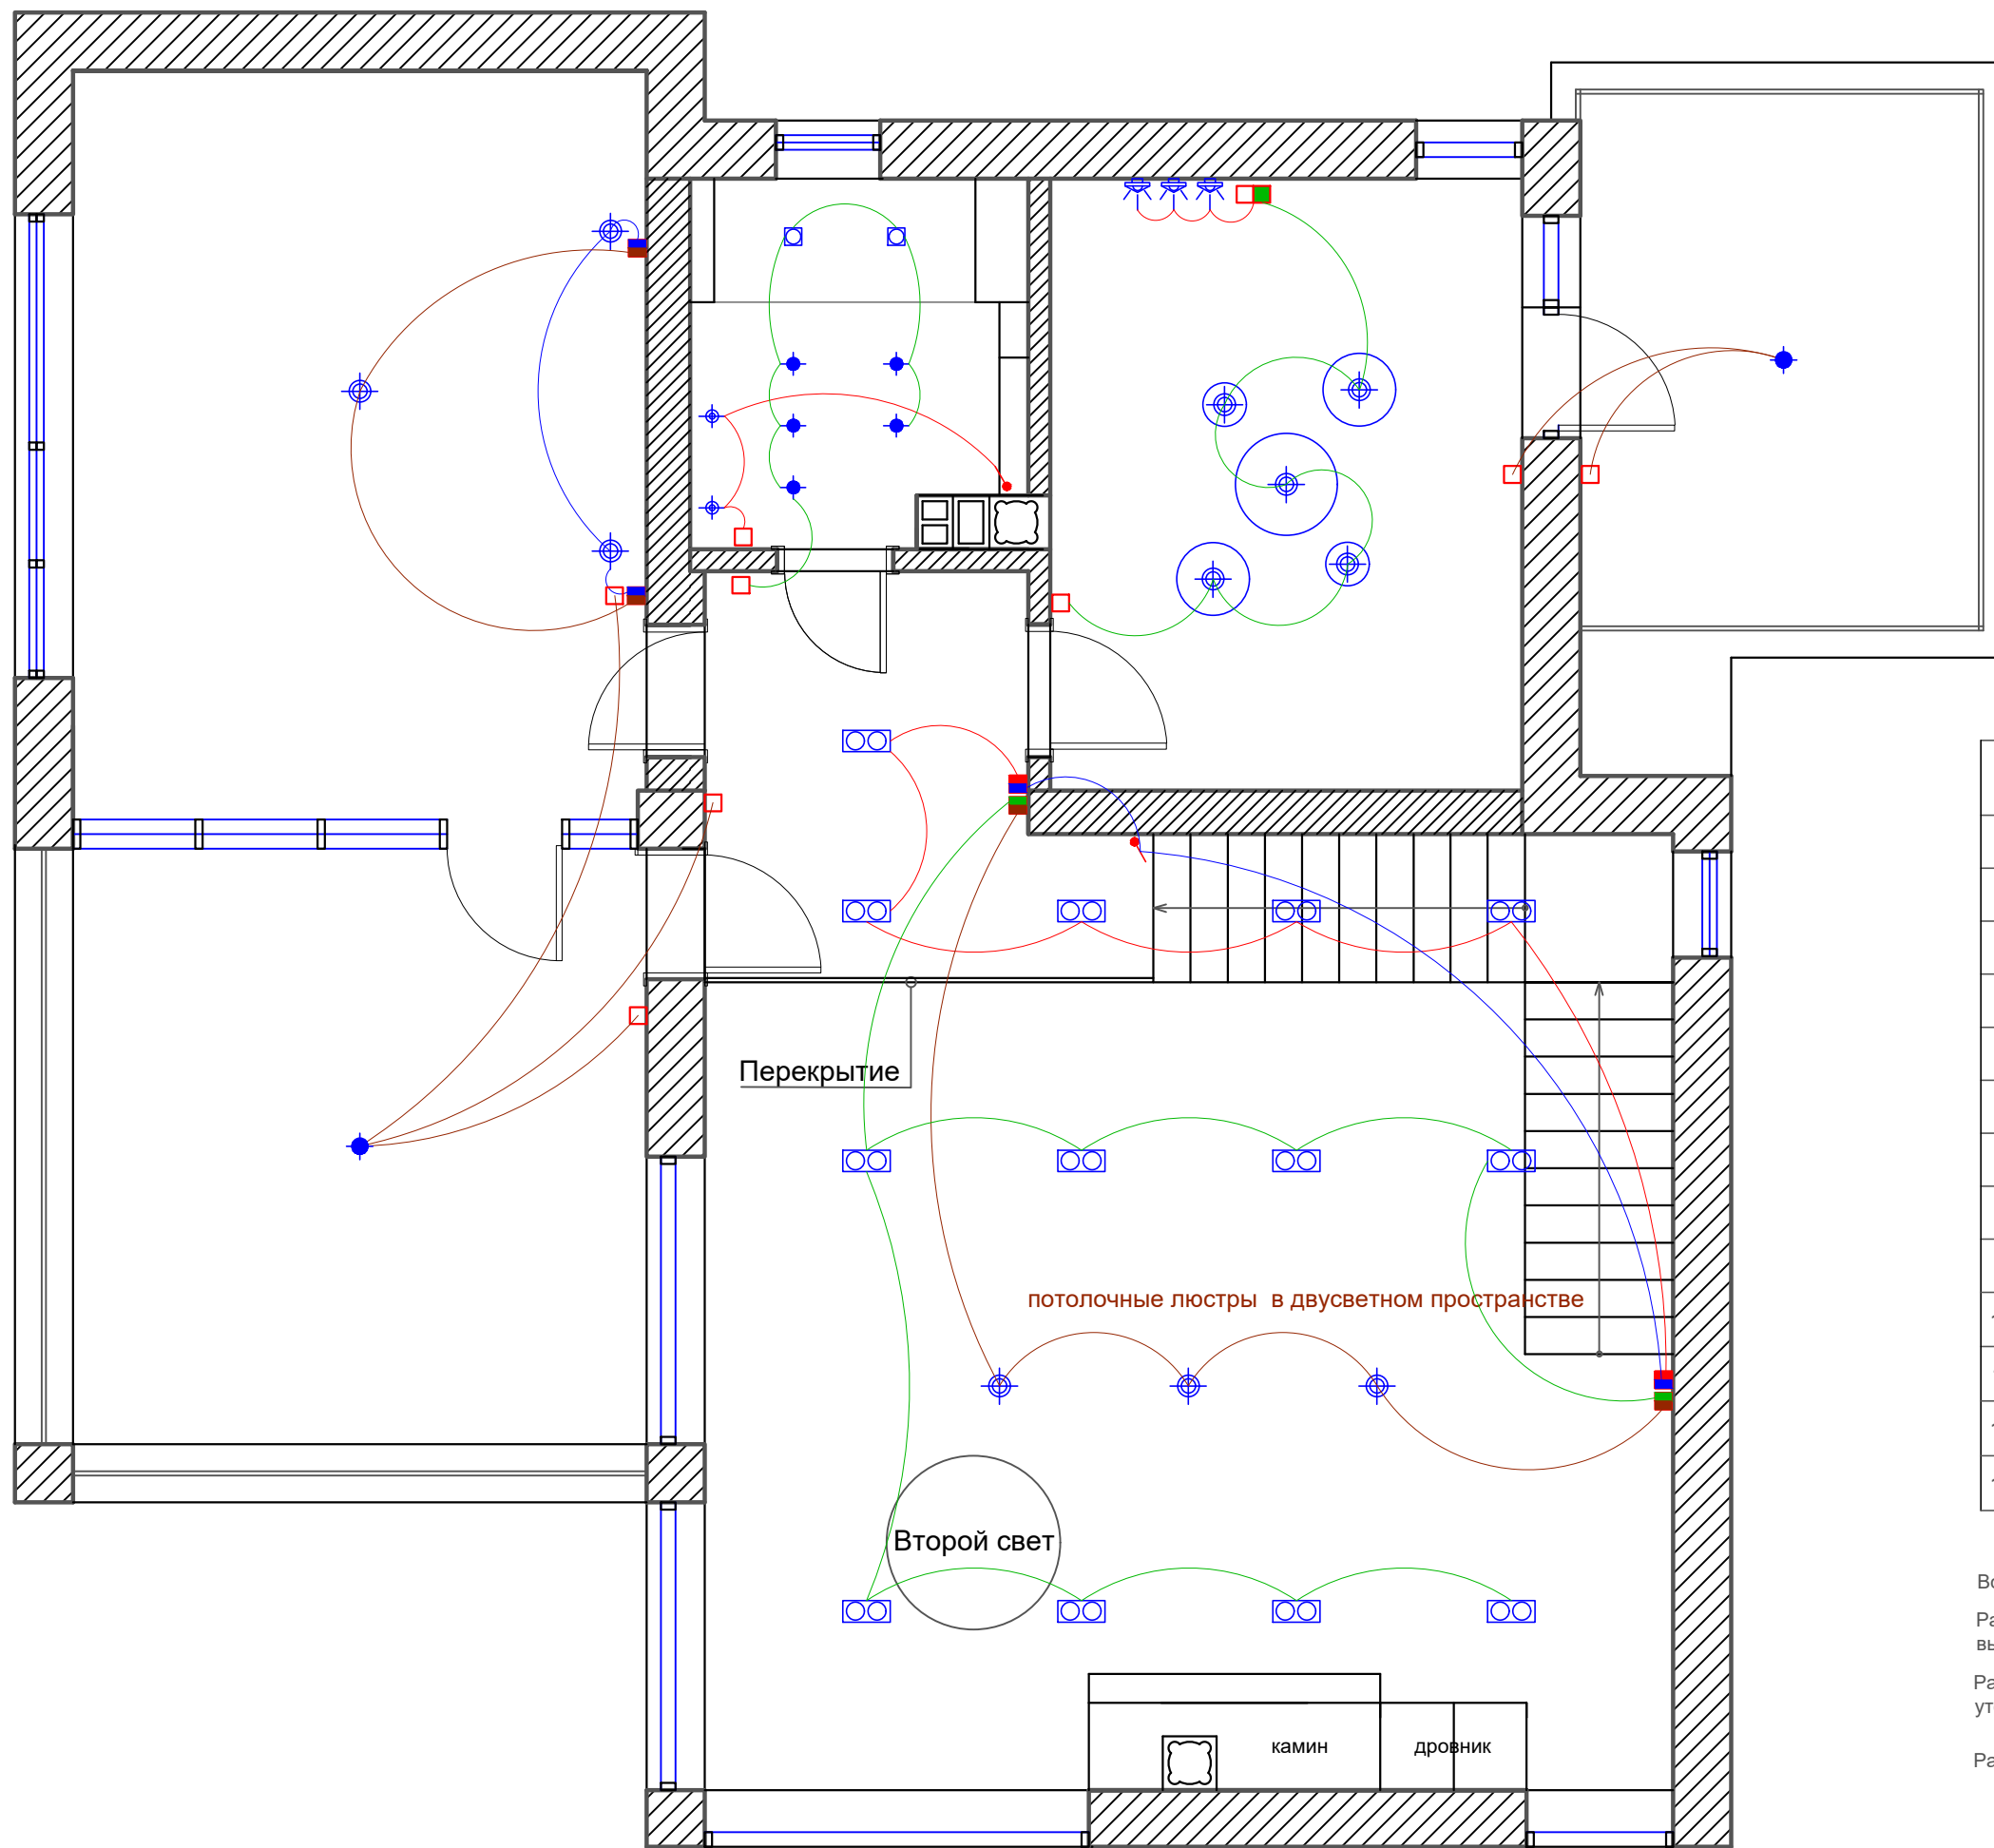 Перекрытие
потолочные люстры в двусветном пространстве
Второй свет
камин
дровник